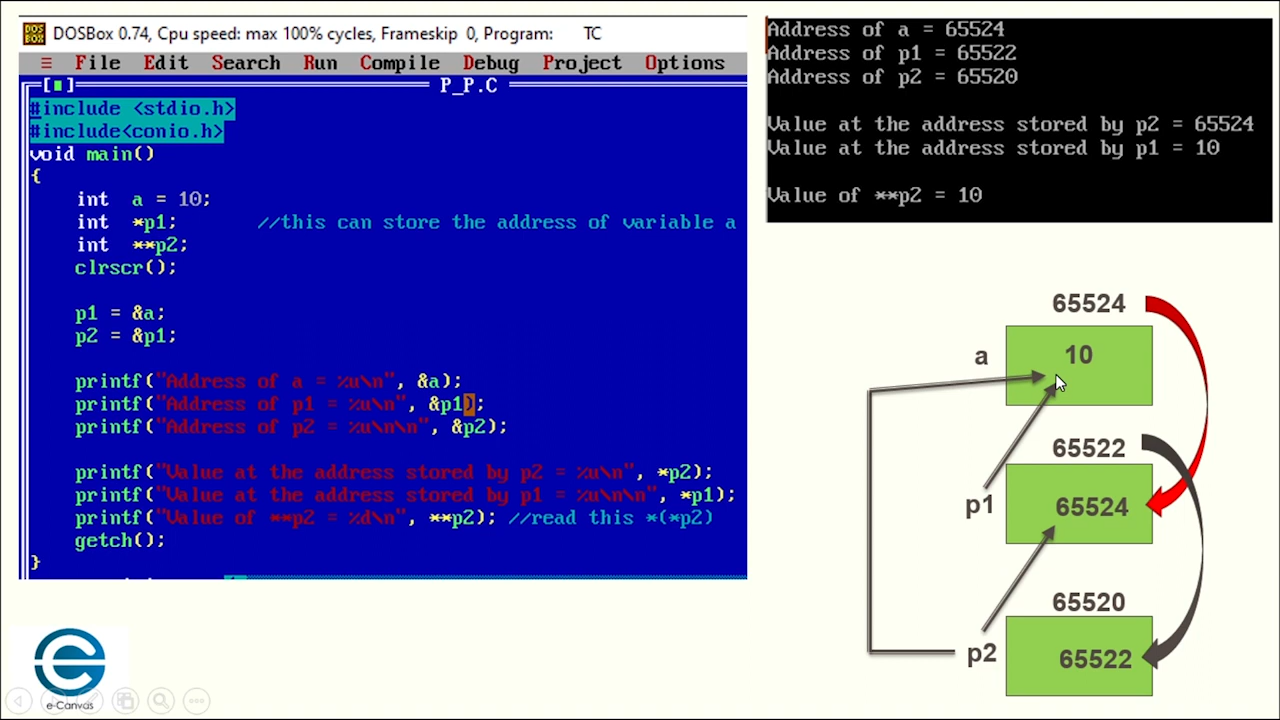 DOS BOX DOSBox 0.74, Cpu speed: max 100% cycles, Frameskip 0, Program: TC
≡ File Edit Search Run Compile Debug Project Options
[■] P_P.C
#include <stdio.h>
#include<conio.h>
void main()
{
int a = 10;
int *p1; //this can store the address of variable a
int **p2;
clrscr();
p1 = &a;
p2 = &p1;
printf("Address of a = %u\n", &a);
printf("Address of p1 = %u\n", &p1);
printf("Address of p2 = %u\n\n", &p2);
printf("Value at the address stored by p2 = %u\n", *p2);
printf("Value at the address stored by p1 = %u\n\n", *p1);
printf("Value of **p2 = %d\n", **p2); //read this *(*p2)
getch();
}
Address of a = 65524
Address of p1 = 65522
Address of p2 = 65520
Value at the address stored by p2 = 65524
Value at the address stored by p1 = 10
Value of **p2 = 10
65524
a 10
65522
p1 65524
65520
p2 65522
e-Canvas